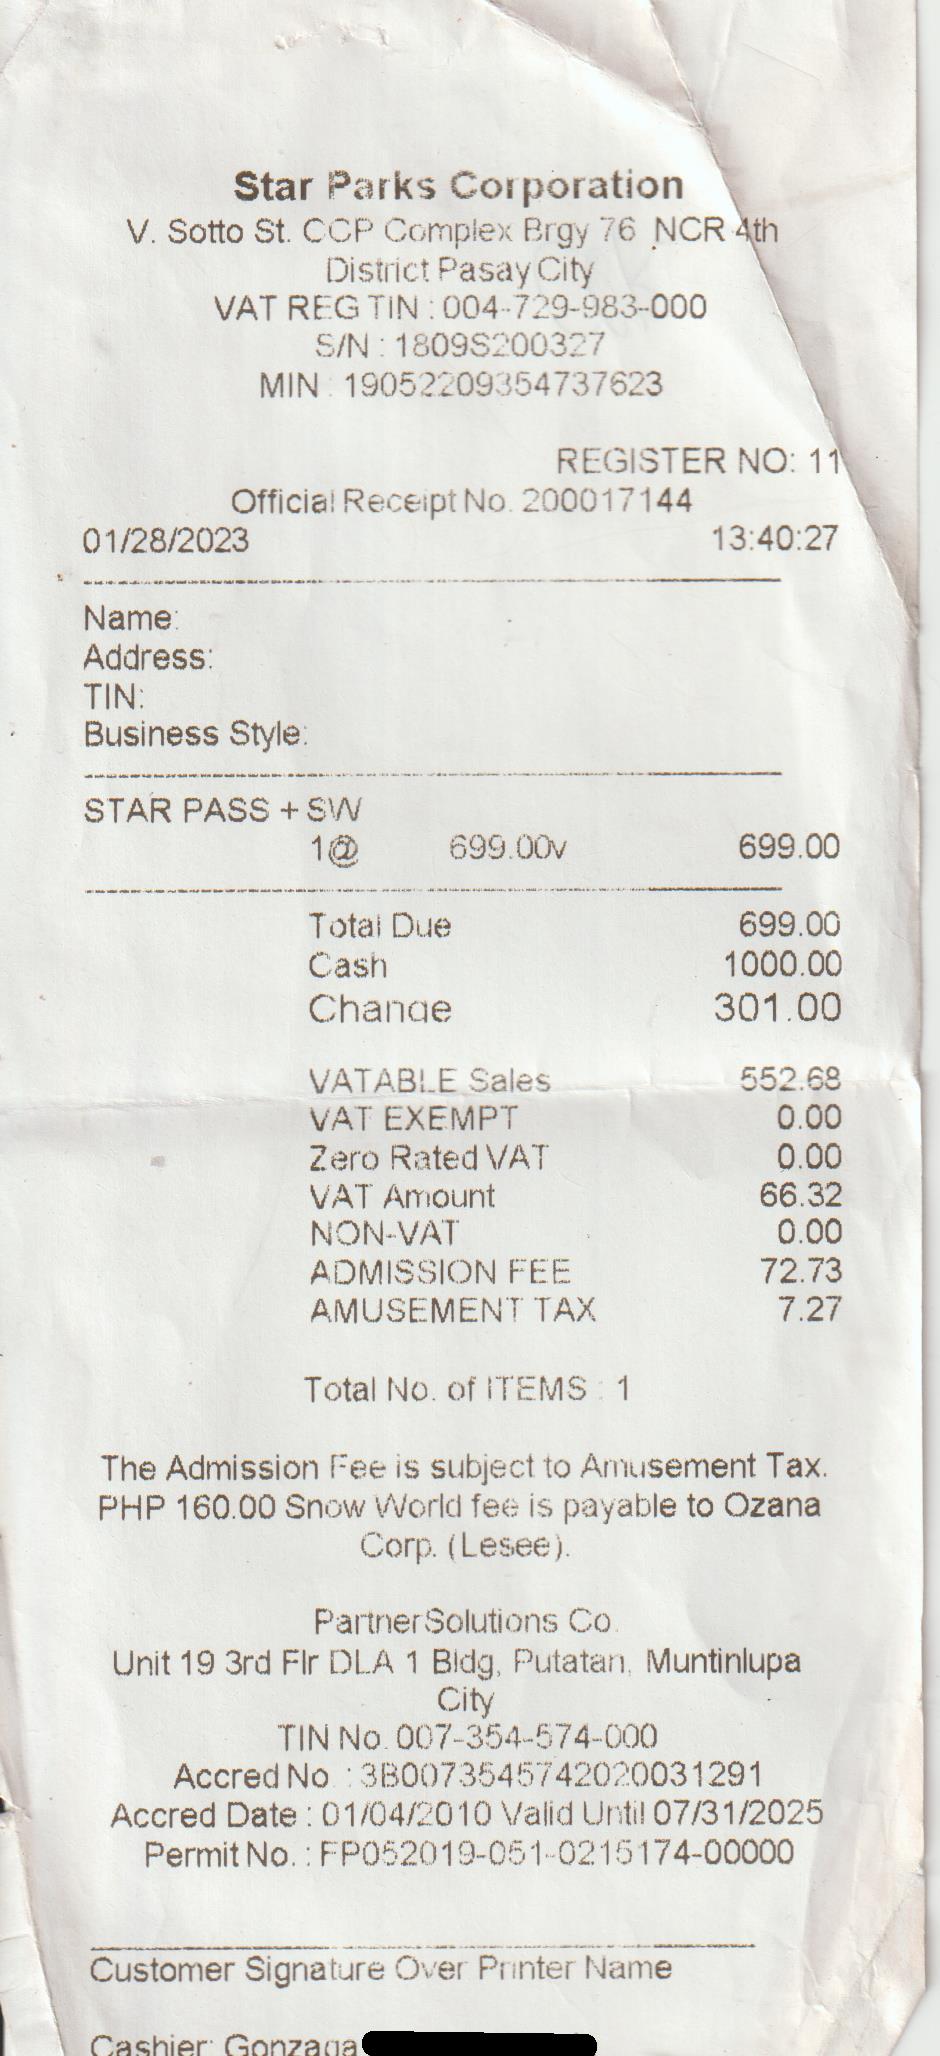 Star Parks Corporation
V. Sotto St. CCP Complex Brgy 76 NCR 4th
District Pasay City
VAT REG TIN : 004-729-983-000
S/N : 1809S200327
MIN : 19052209354737623
REGISTER NO: 11
Official Receipt No. 200017144
01/28/2023 13:40:27
Name:
Address:
TIN:
Business Style:
STAR PASS + SW
1@ 699.00v 699.00
Total Due 699.00
Cash 1000.00
Change 301.00
VATABLE Sales 552.68
VAT EXEMPT 0.00
Zero Rated VAT 0.00
VAT Amount 66.32
NON-VAT 0.00
ADMISSION FEE 72.73
AMUSEMENT TAX 7.27
Total No. of ITEMS : 1
The Admission Fee is subject to Amusement Tax.
PHP 160.00 Snow World fee is payable to Ozana
Corp. (Lesee).
PartnerSolutions Co.
Unit 19 3rd Flr DLA 1 Bldg, Putatan, Muntinlupa
City
TIN No. 007-354-574-000
Accred No. : 3B0073545742020031291
Accred Date : 01/04/2010 Valid Until 07/31/2025
Permit No. : FP052019-051-0215174-00000
Customer Signature Over Printer Name
Cashier: Gonzaga